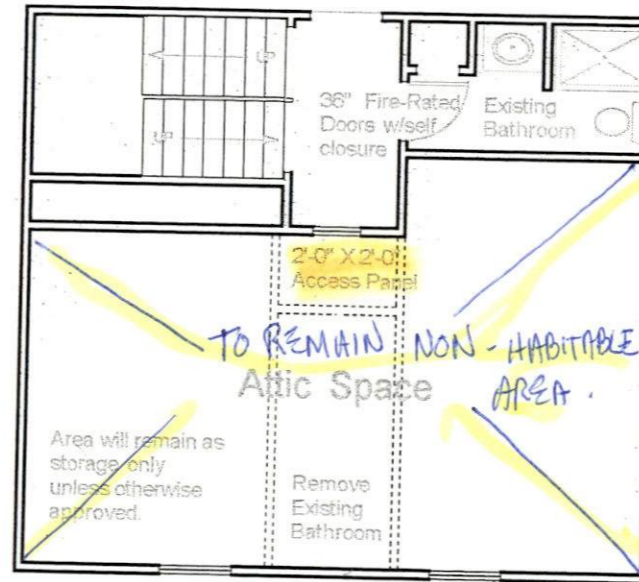 36" Fire-Rated
Doors w/self
closure
Existing
Bathroom
2'-0" X 2'-0"
Access Panel
TO REMAIN NON-HABITABLE
AREA.
Attic Space
Area will remain as
storage only
unless otherwise
approved.
Remove
Existing
Bathroom